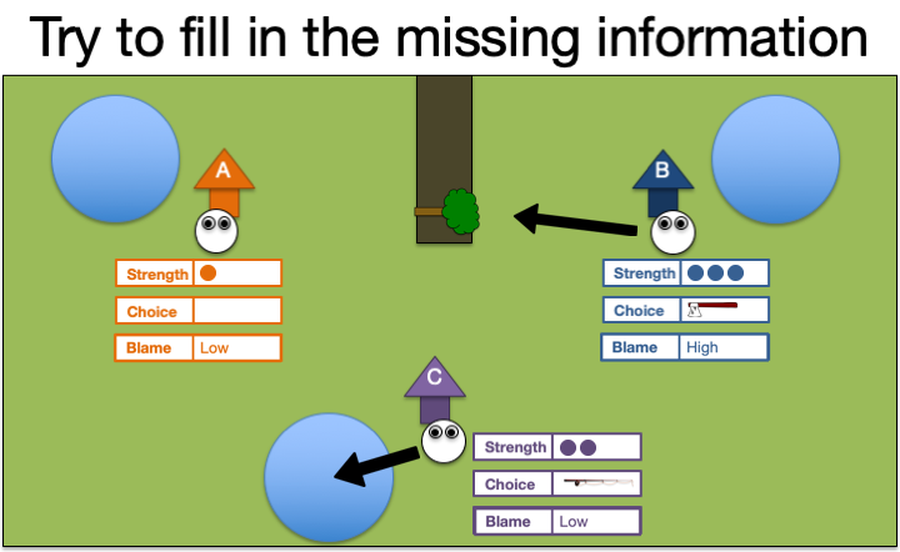 Try to fill in the missing information
A
B
Strength
Choice
Blame Low
Strength
Choice
Blame High
C
Strength
Choice
Blame Low